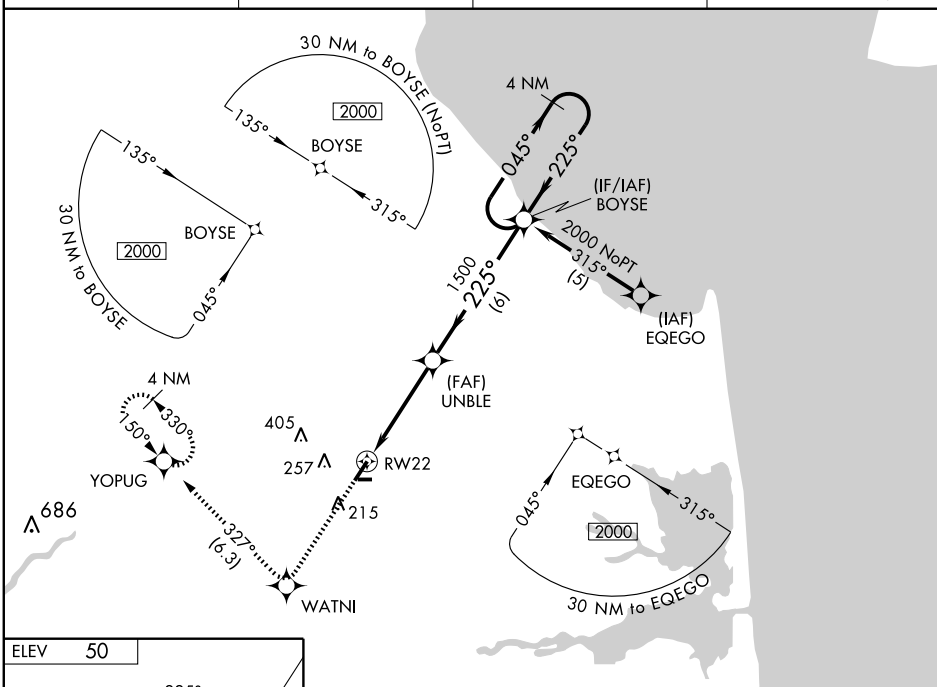 30 NM to BOYSE (NoPT)
4 NM
2000
135°
BOYSE
315°
045°
225°
(IF/IAF)
BOYSE
135°
BOYSE
2000
045°
30 NM to BOYSE
2000 NoPT
315°
(5)
(IAF)
EQEGO
1500
225°
(6)
(FAF)
UNBLE
4 NM
330°
150°
YOPUG
405
257
RW22
215
686
327°
(6.3)
WATNI
EQEGO
045°
315°
2000
30 NM to EQEGO
ELEV 50